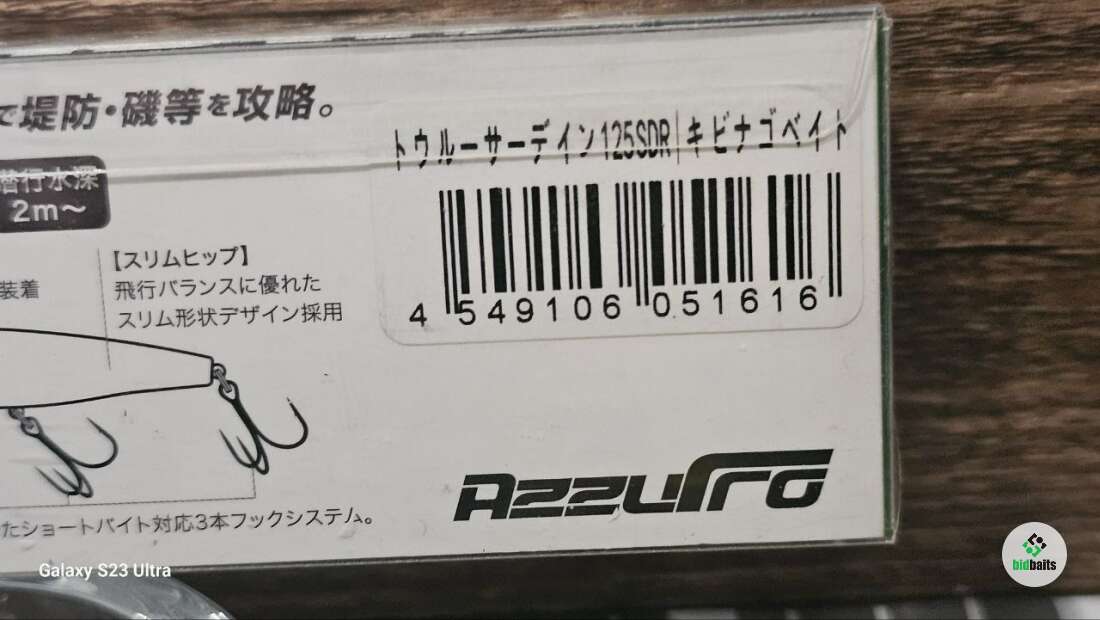 で堤防・磯等を攻略。
トウルーサーデイン125SDR|キビナゴベイト
潜行水深
2m～
装着
【スリムヒップ】
飛行バランスに優れた
スリム形状デザイン採用
4 549106 051616
Azzurro
たショートバイト対応3本フックシステム。
Galaxy S23 Ultra
bidbaits